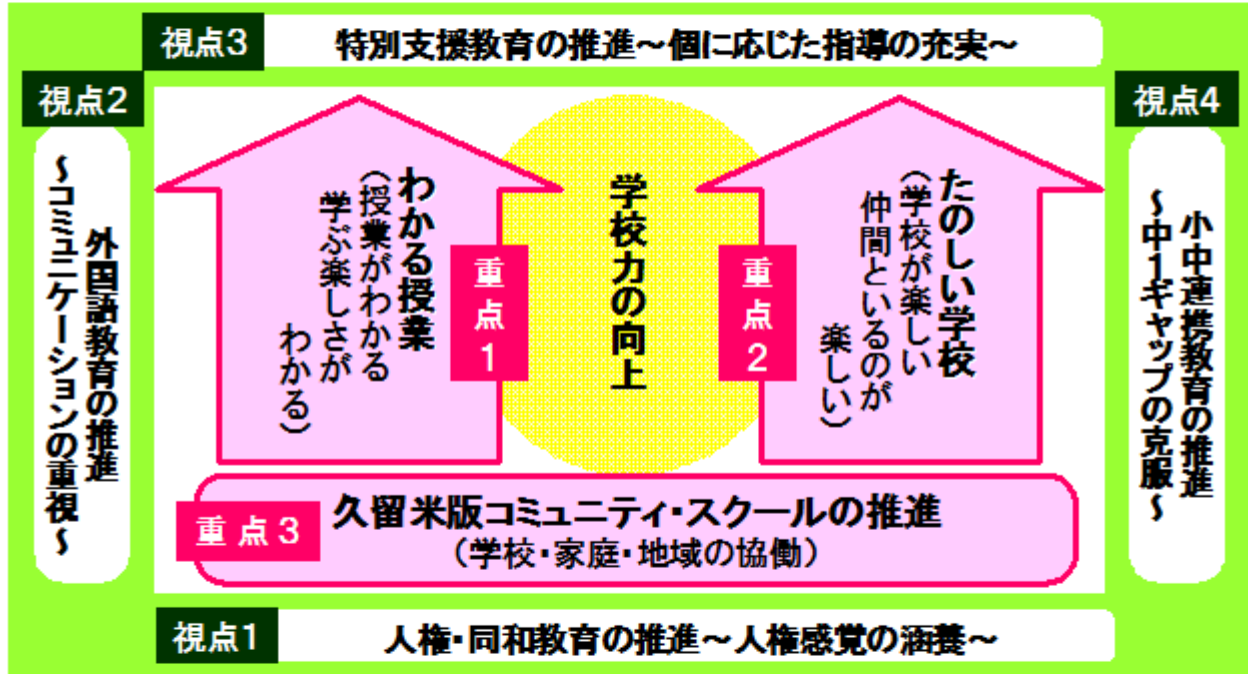 視点3
特別支援教育の推進～個に応じた指導の充実～
視点2
外国語教育の推進
～コミュニケーションの重視～
わかる授業
(授業がわかる
学ぶ楽しさが
わかる)
重点1
学校力の向上
重点2
たのしい学校
(学校が楽しい
仲間といるのが
楽しい)
視点4
小中連携教育の推進
～中1ギャップの克服～
重点3
久留米版コミュニティ・スクールの推進
(学校・家庭・地域の協働)
視点1
人権・同和教育の推進～人権感覚の涵養～